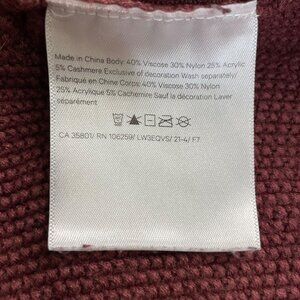 Made in China Body: 40% Viscose 30% Nylon 25% Acrylic
5% Cashmere Exclusive of decoration Wash separately/
Fabriqué en Chine Corps: 40% Viscose 30% Nylon
25% Acrylique 5% Cachemire Sauf la décoration Laver
séparément
CA 35801/ RN 106259/ LW3EQVS/ 21-4/ F7